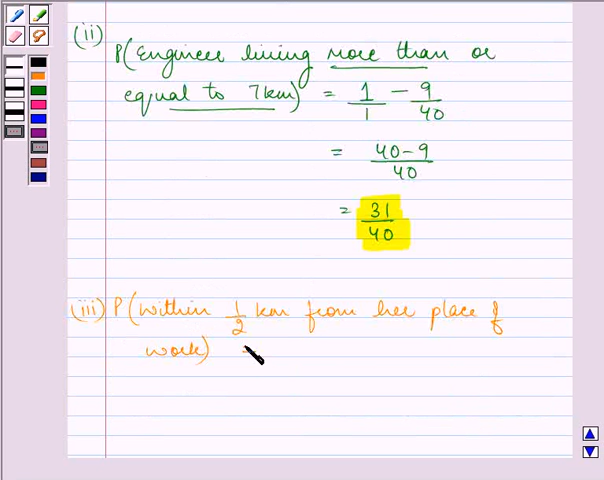 (ii)
P(Engineer living more than or
equal to 7km) = 1/1 - 9/40
= 40-9/40
= 31/40
(iii) P(within 1/2 km from her place of
work) =